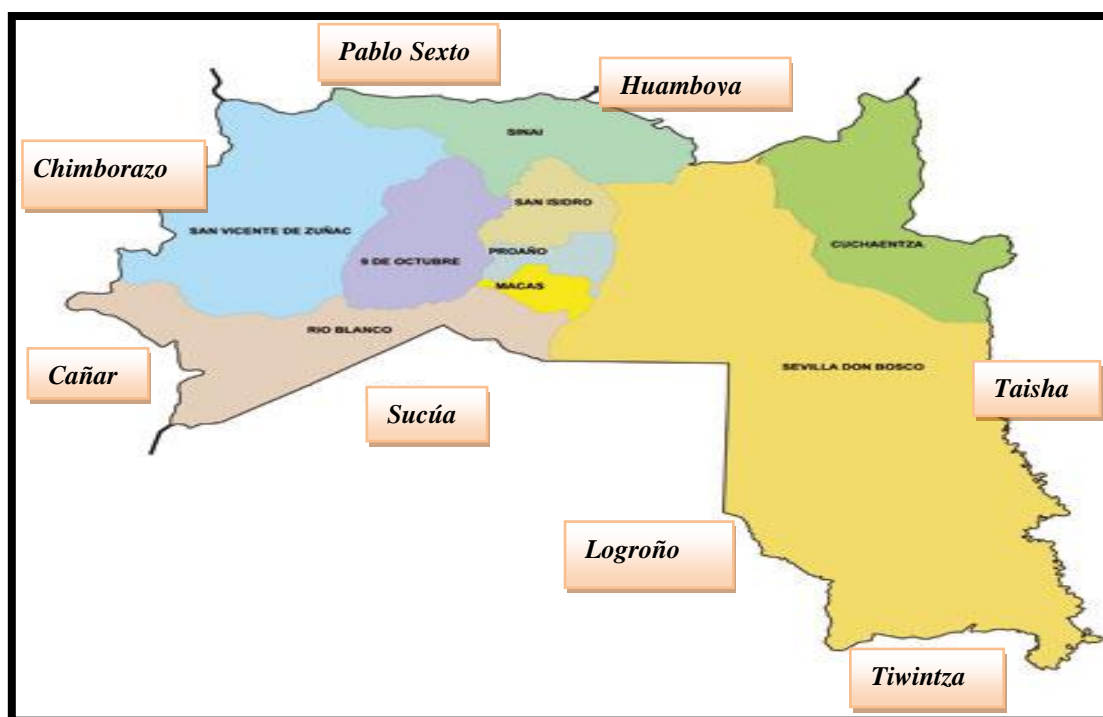 Pablo Sexto
Huamboya
SINAI
Chimborazo
SAN ISIDRO
SAN VICENTE DE ZUÑAC
CUCHAENTZA
PROAÑO
9 DE OCTUBRE
MACAS
RIO BLANCO
Cañar
SEVILLA DON BOSCO
Taisha
Sucúa
Logroño
Tiwintza